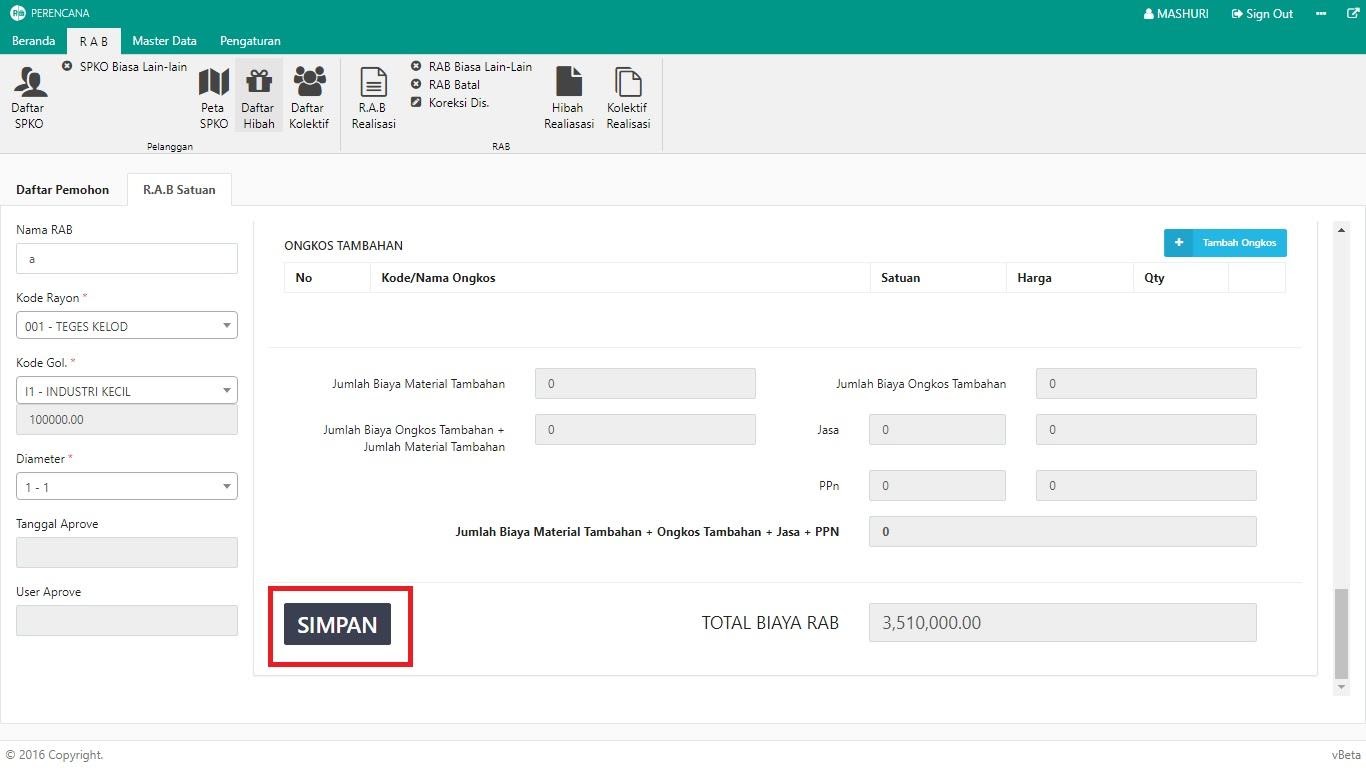 PERENCANA
MASHURI
Sign Out
Beranda
R A B
Master Data
Pengaturan
Daftar
SPKO
SPKO Biasa Lain-lain
Peta
SPKO
Daftar
Hibah
Daftar
Kolektif
Pelanggan
R.A.B
Realisasi
RAB Biasa Lain-Lain
RAB Batal
Koreksi Dis.
Hibah
Realiasasi
Kolektif
Realisasi
RAB
Daftar Pemohon
R.A.B Satuan
Nama RAB
a
Kode Rayon *
001 - TEGES KELOD
Kode Gol. *
I1 - INDUSTRI KECIL
100000.00
Diameter *
1 - 1
Tanggal Aprove
User Aprove
ONGKOS TAMBAHAN
+ Tambah Ongkos
No Kode/Nama Ongkos Satuan Harga Qty
Jumlah Biaya Material Tambahan 0
Jumlah Biaya Ongkos Tambahan 0
Jumlah Biaya Ongkos Tambahan +
Jumlah Material Tambahan
0
Jasa 0 0
PPn 0 0
Jumlah Biaya Material Tambahan + Ongkos Tambahan + Jasa + PPN 0
SIMPAN
TOTAL BIAYA RAB 3,510,000.00
© 2016 Copyright.
vBeta